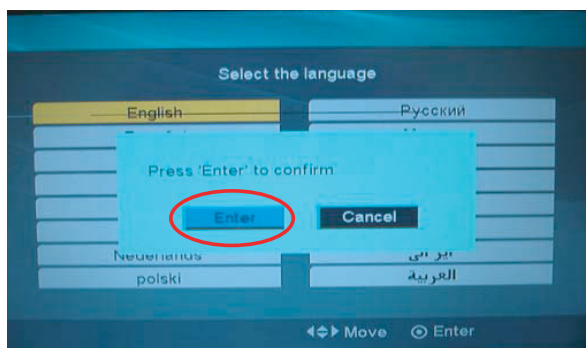 Select the language
English Русский
Press 'Enter' to confirm
Enter Cancel
Nederlands
polski العربية
Move Enter